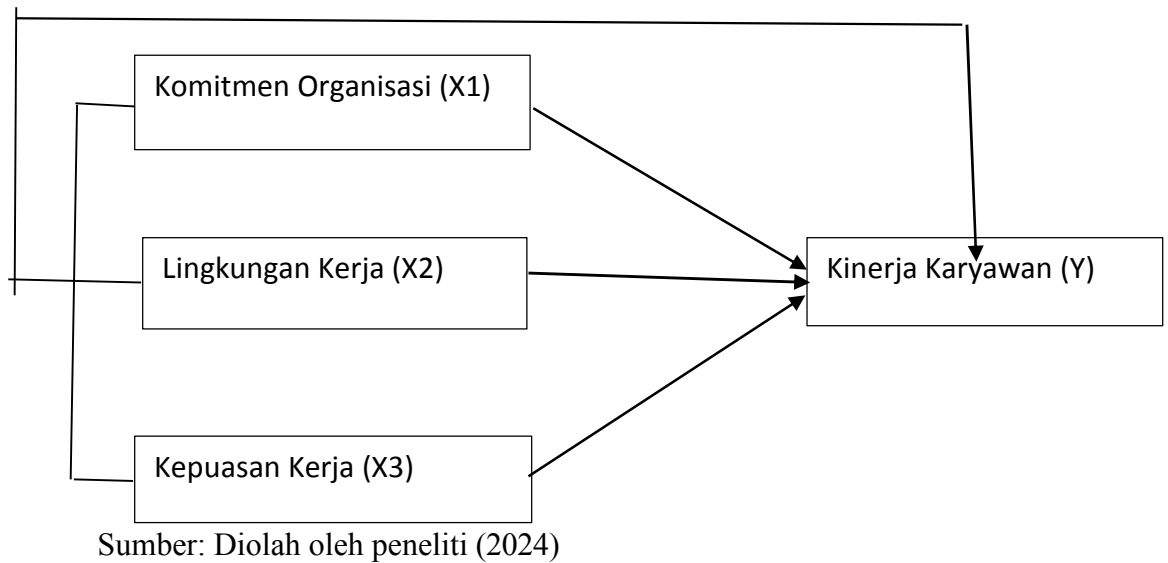 Komitmen Organisasi (X1)
Lingkungan Kerja (X2)
Kinerja Karyawan (Y)
Kepuasan Kerja (X3)
Sumber: Diolah oleh peneliti (2024)